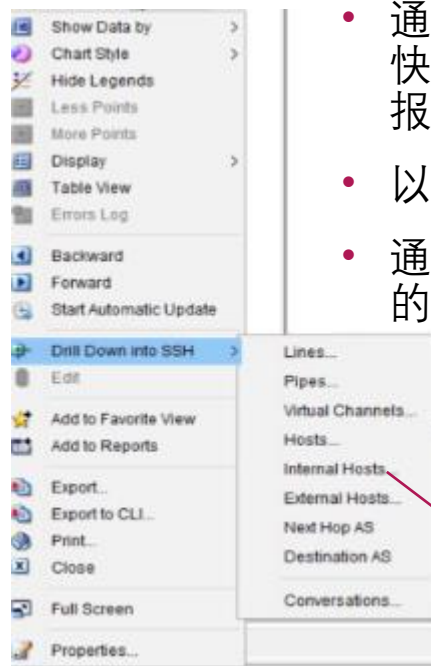 Show Data by
Chart Style
Hide Legends
Less Points
More Points
Display
Table View
Errors Log
Backward
Forward
Start Automatic Update
Drill Down into SSH
Edit
Add to Favorite View
Add to Reports
Export...
Export to CLI...
Print...
Close
Full Screen
Properties...
Lines...
Pipes...
Virtual Channels...
Hosts...
Internal Hosts...
External Hosts...
Next Hop AS
Destination AS
Conversations...
• 通
快
报
• 以
• 通
的